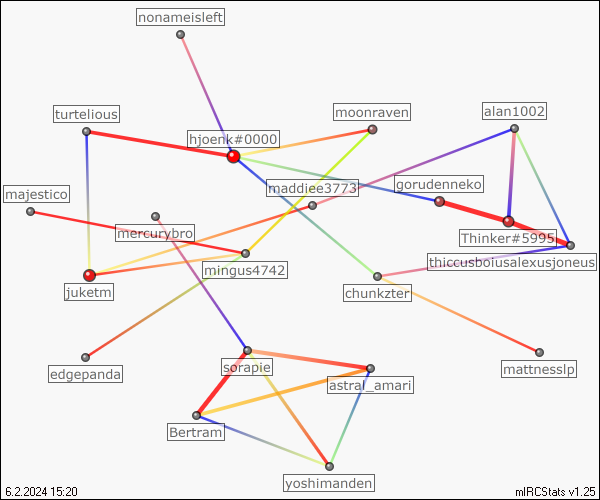 nonameisleft
turtelious
moonraven
alan1002
hjoenk#0000
maddiee3773
gorudenneko
majestico
mercurybro
Thinker#5995
mingus4742
thiccusboiusalexusjoneus
juketm
chunkzter
edgepanda
sorapie
mattnesslp
astral_amari
Bertram
yoshimanden
6.2.2024 15:20
mIRCStats v1.25